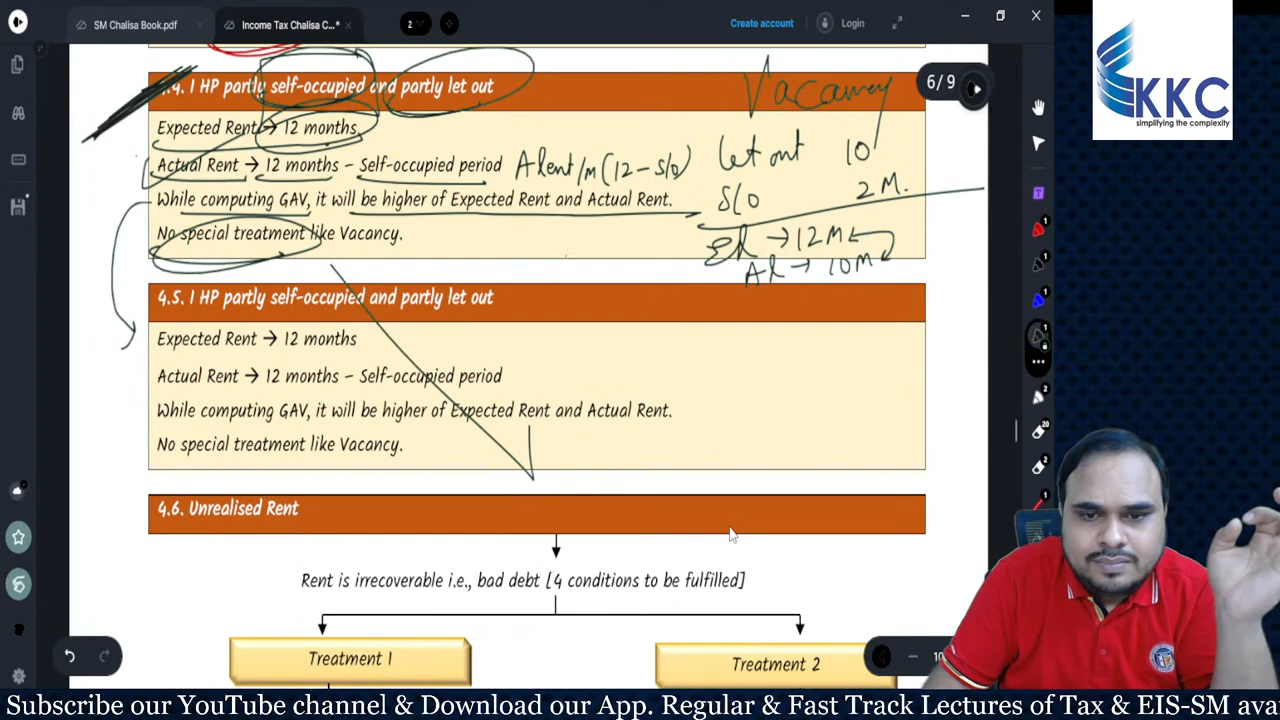 SM Chalisa Book.pdf
Income Tax Chalisa C...*
2
Create account
Login
KKC
simplifying the complexity
6/9
4.4. 1 HP partly self-occupied and partly let out
Expected Rent → 12 months
Actual Rent → 12 months – Self-occupied period
A Rent/M (12 – S/O)
While computing GAV, it will be higher of Expected Rent and Actual Rent.
No special treatment like Vacancy.
Vacancy
Let out 10
S/O 2 M.
ER → 12 M
AR → 10 M
4.5. 1 HP partly self-occupied and partly let out
Expected Rent → 12 months
Actual Rent → 12 months – Self-occupied period
While computing GAV, it will be higher of Expected Rent and Actual Rent.
No special treatment like Vacancy.
4.6. Unrealised Rent
Rent is irrecoverable i.e., bad debt [4 conditions to be fulfilled]
Treatment 1
Treatment 2
Subscribe our YouTube channel & Download our App. Regular & Fast Track Lectures of Tax & EIS-SM ava